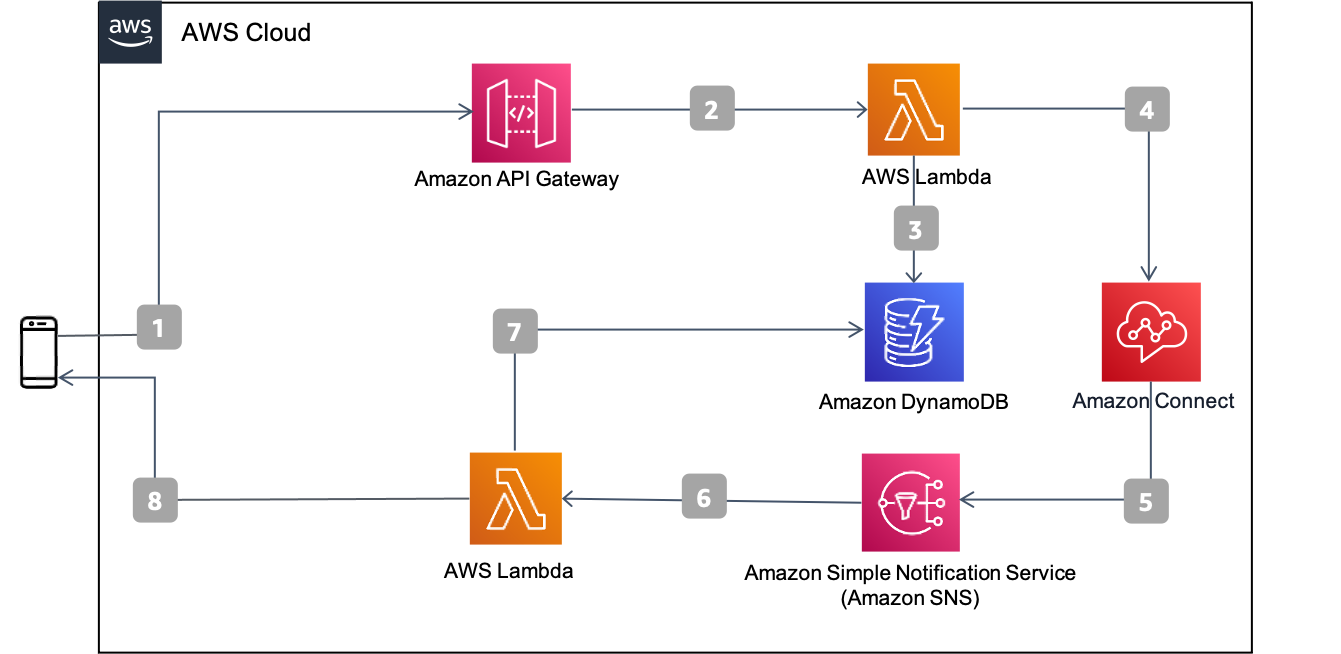 aws
AWS Cloud
2
4
Amazon API Gateway
AWS Lambda
3
1
7
Amazon DynamoDB
Amazon Connect
8
6
5
AWS Lambda
Amazon Simple Notification Service
(Amazon SNS)